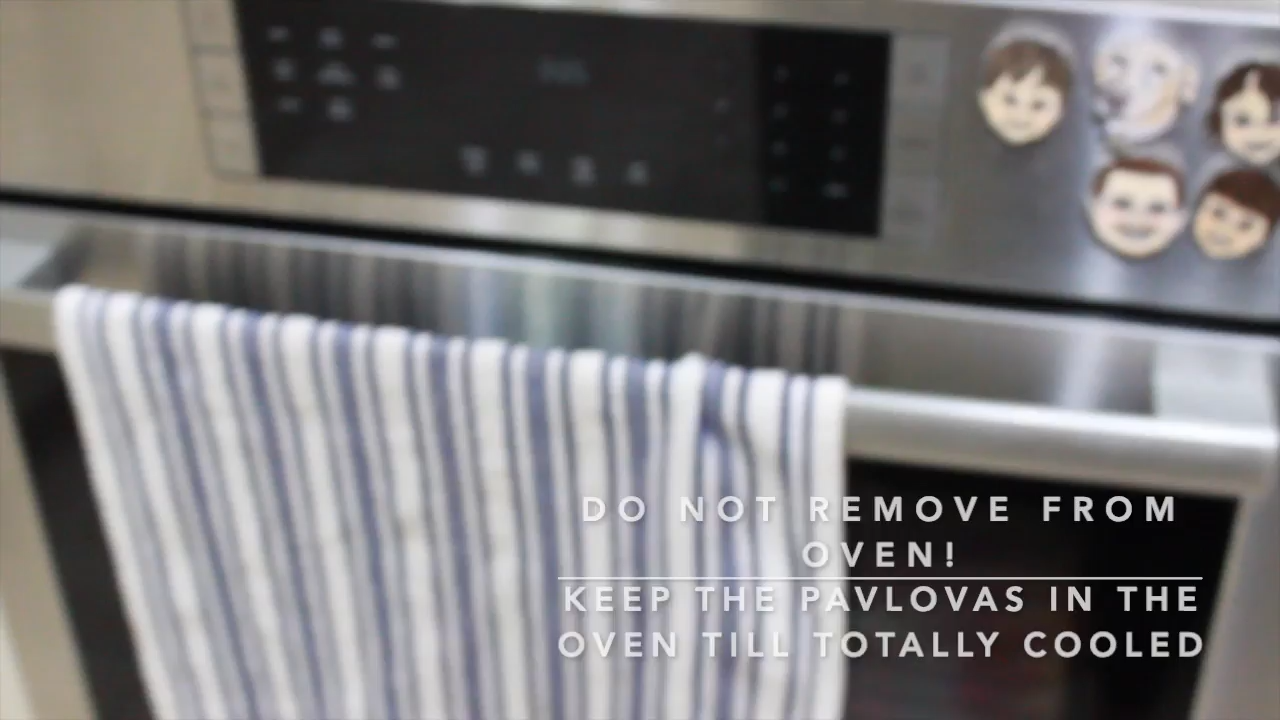 DO NOT REMOVE FROM
OVEN!
KEEP THE PAVLOVAS IN THE
OVEN TILL TOTALLY COOLED